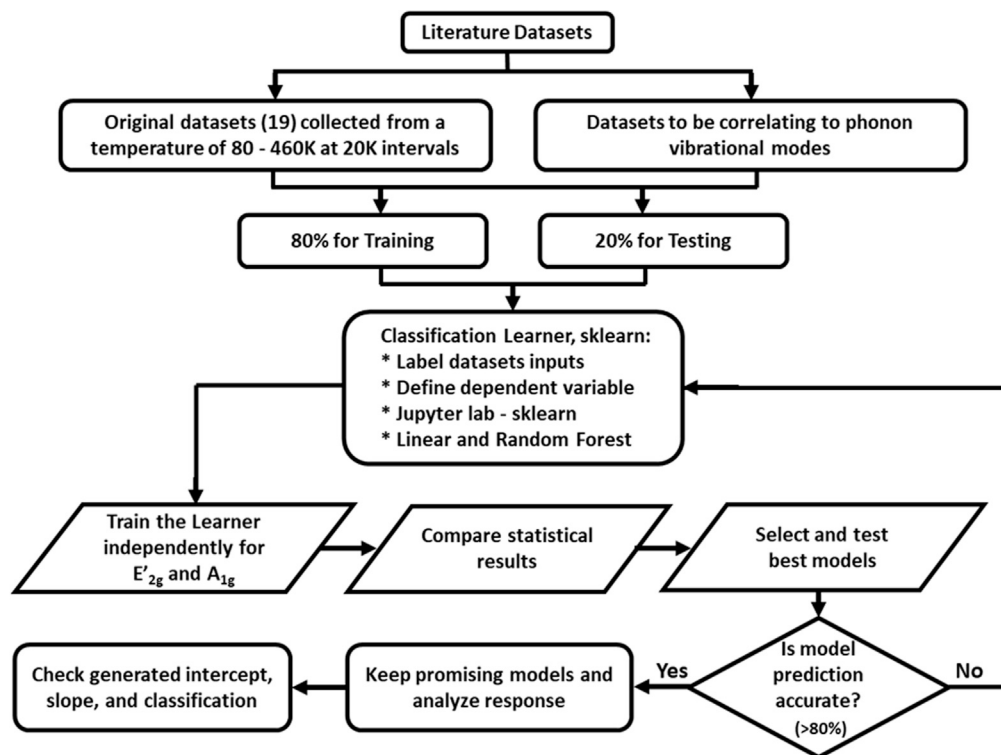 Literature Datasets
Original datasets (19) collected from a
temperature of 80 - 460K at 20K intervals
Datasets to be correlating to phonon
vibrational modes
80% for Training
20% for Testing
Classification Learner, sklearn:
* Label datasets inputs
* Define dependent variable
* Jupyter lab - sklearn
* Linear and Random Forest
Train the Learner
independently for
E'2g and A1g
Compare statistical
results
Select and test
best models
Is model
prediction
accurate?
(>80%)
Yes
No
Keep promising models and
analyze response
Check generated intercept,
slope, and classification